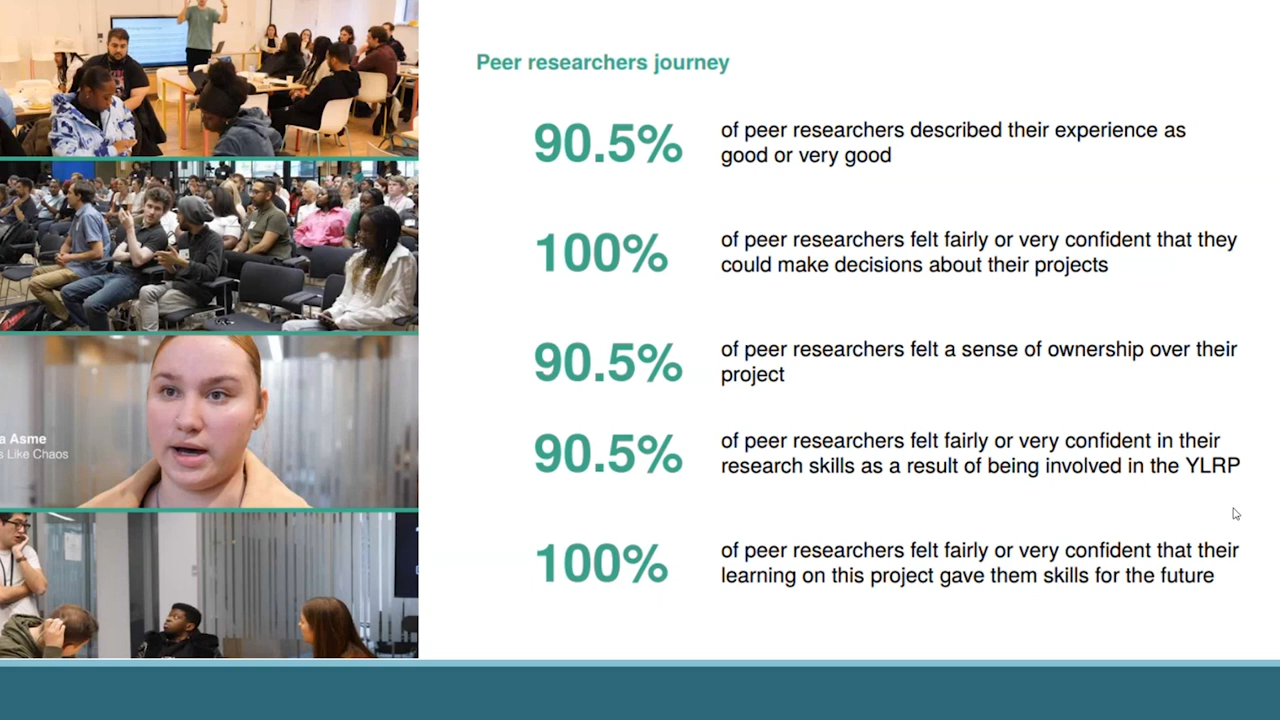 Peer researchers journey
90.5%
of peer researchers described their experience as
good or very good
100%
of peer researchers felt fairly or very confident that they
could make decisions about their projects
90.5%
of peer researchers felt a sense of ownership over their
project
90.5%
of peer researchers felt fairly or very confident in their
research skills as a result of being involved in the YLRP
100%
of peer researchers felt fairly or very confident that their
learning on this project gave them skills for the future
a Asme
s Like Chaos